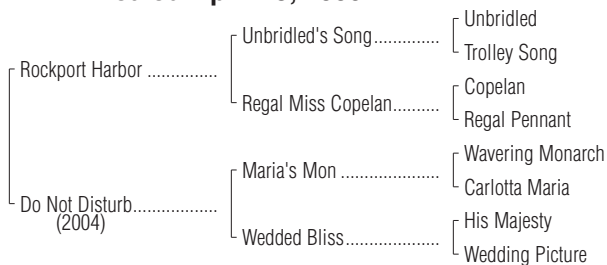 Unbridled
Unbridled's Song..............
Trolley Song
Rockport Harbor ...............
Copelan
Regal Miss Copelan..........
Regal Pennant
Wavering Monarch
Maria's Mon ....................
Carlotta Maria
Do Not Disturb.................
(2004)
His Majesty
Wedded Bliss...................
Wedding Picture